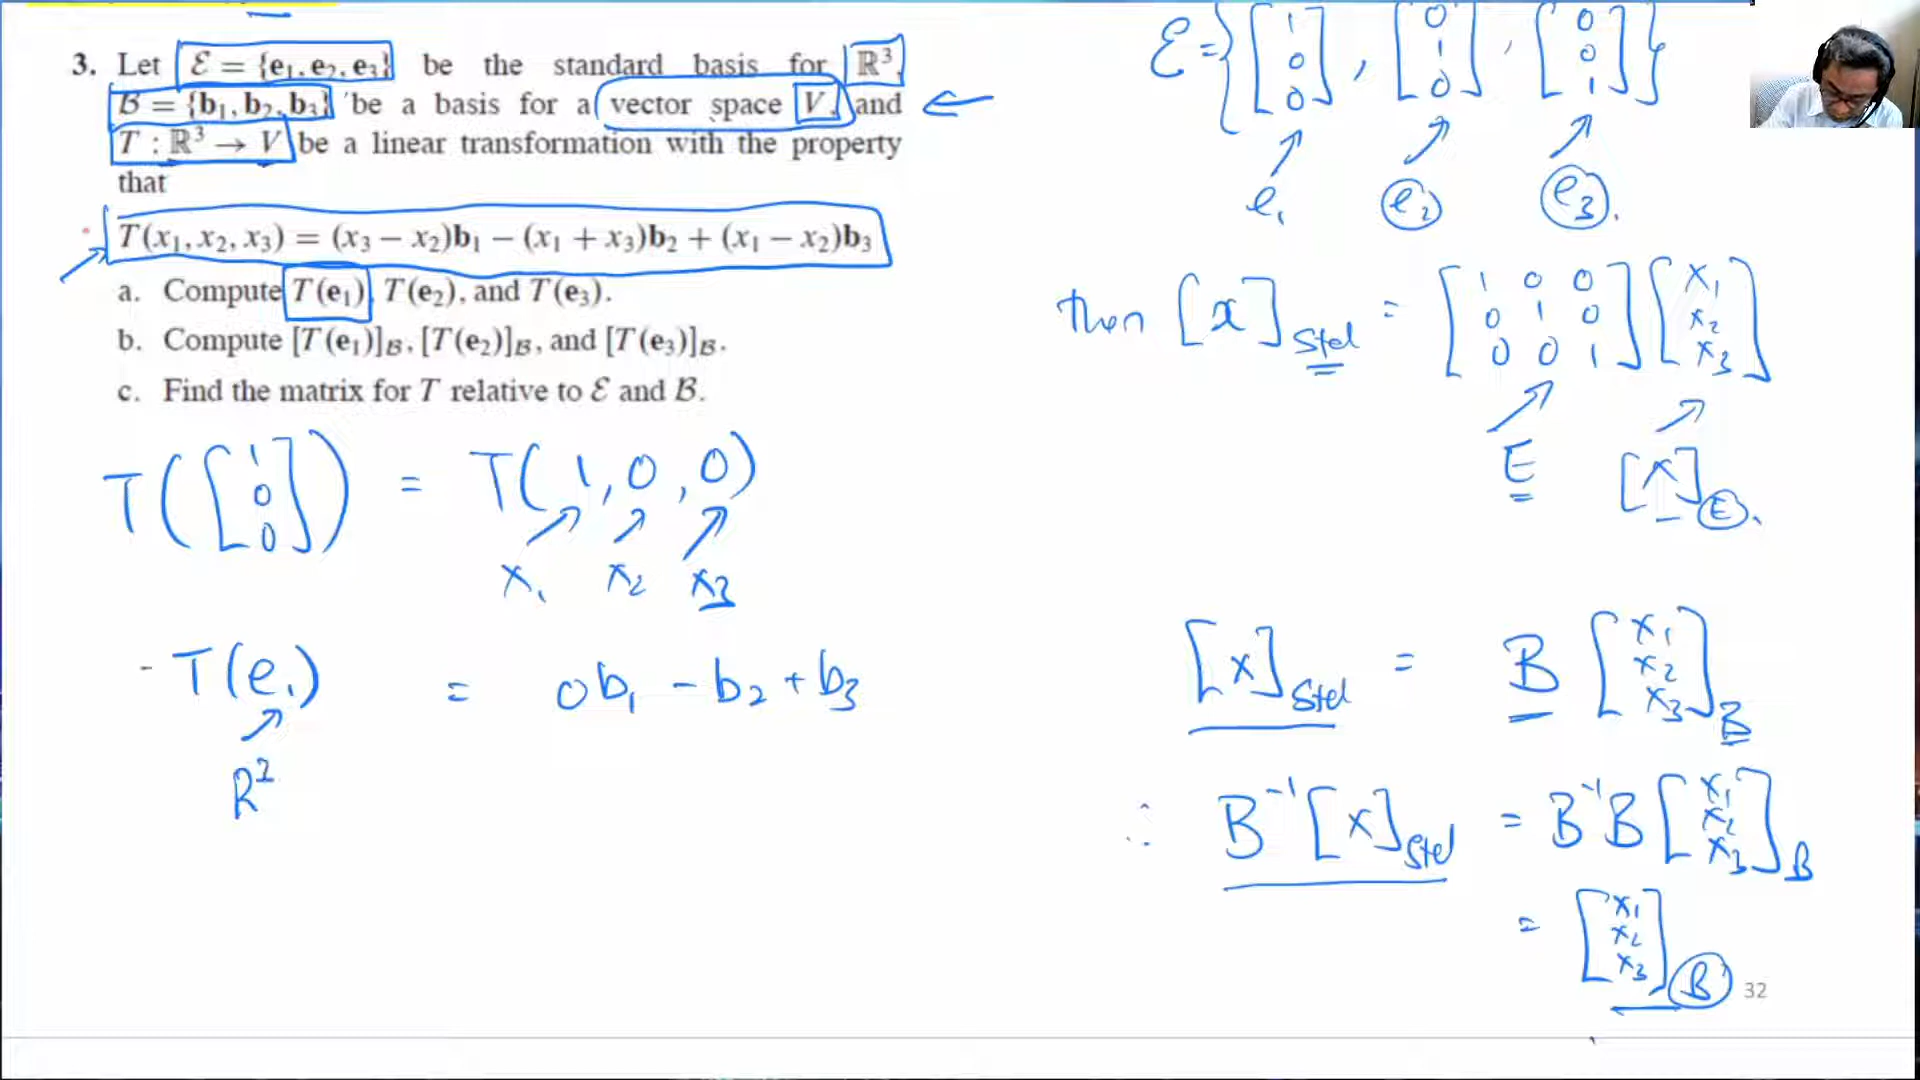 3. Let ℰ = {e₁, e₂, e₃} be the standard basis for ℝ³,
ℬ = {b₁, b₂, b₃} be a basis for a vector space V, and
T : ℝ³ → V be a linear transformation with the property
that
T(x₁, x₂, x₃) = (x₃ − x₂)b₁ − (x₁ + x₃)b₂ + (x₁ − x₂)b₃
a. Compute T(e₁), T(e₂), and T(e₃).
b. Compute [T(e₁)]ℬ, [T(e₂)]ℬ, and [T(e₃)]ℬ.
c. Find the matrix for T relative to ℰ and ℬ.
T([1 0 0]) = T(1, 0, 0)
x₁ x₂ x₃
T(e₁) = 0b₁ − b₂ + b₃
R²
ℰ = {[1 0 0], [0 1 0], [0 0 1]}
e₁ e₂ e₃.
then [x]Std = [1 0 0
0 1 0
0 0 1] [x₁ x₂ x₃]
E [x]E.
[x]Std = B [x₁ x₂ x₃]B
∴ B⁻¹[x]Std = B⁻¹B [x₁ x₂ x₃]B
= [x₁ x₂ x₃]B
32